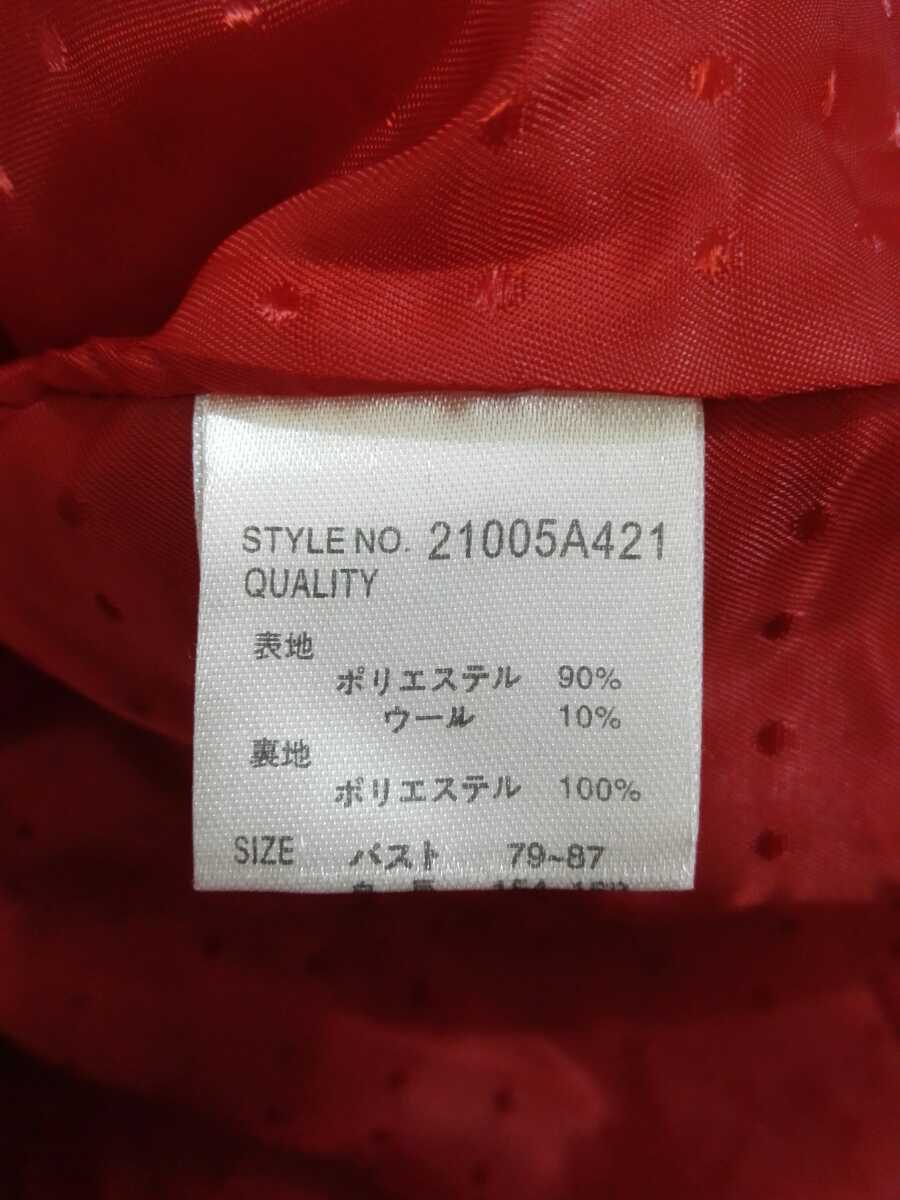 STYLE NO. 21005A421
QUALITY
表地
ポリエステル 90%
ウール 10%
裏地
ポリエステル 100%
SIZE バスト 79~87